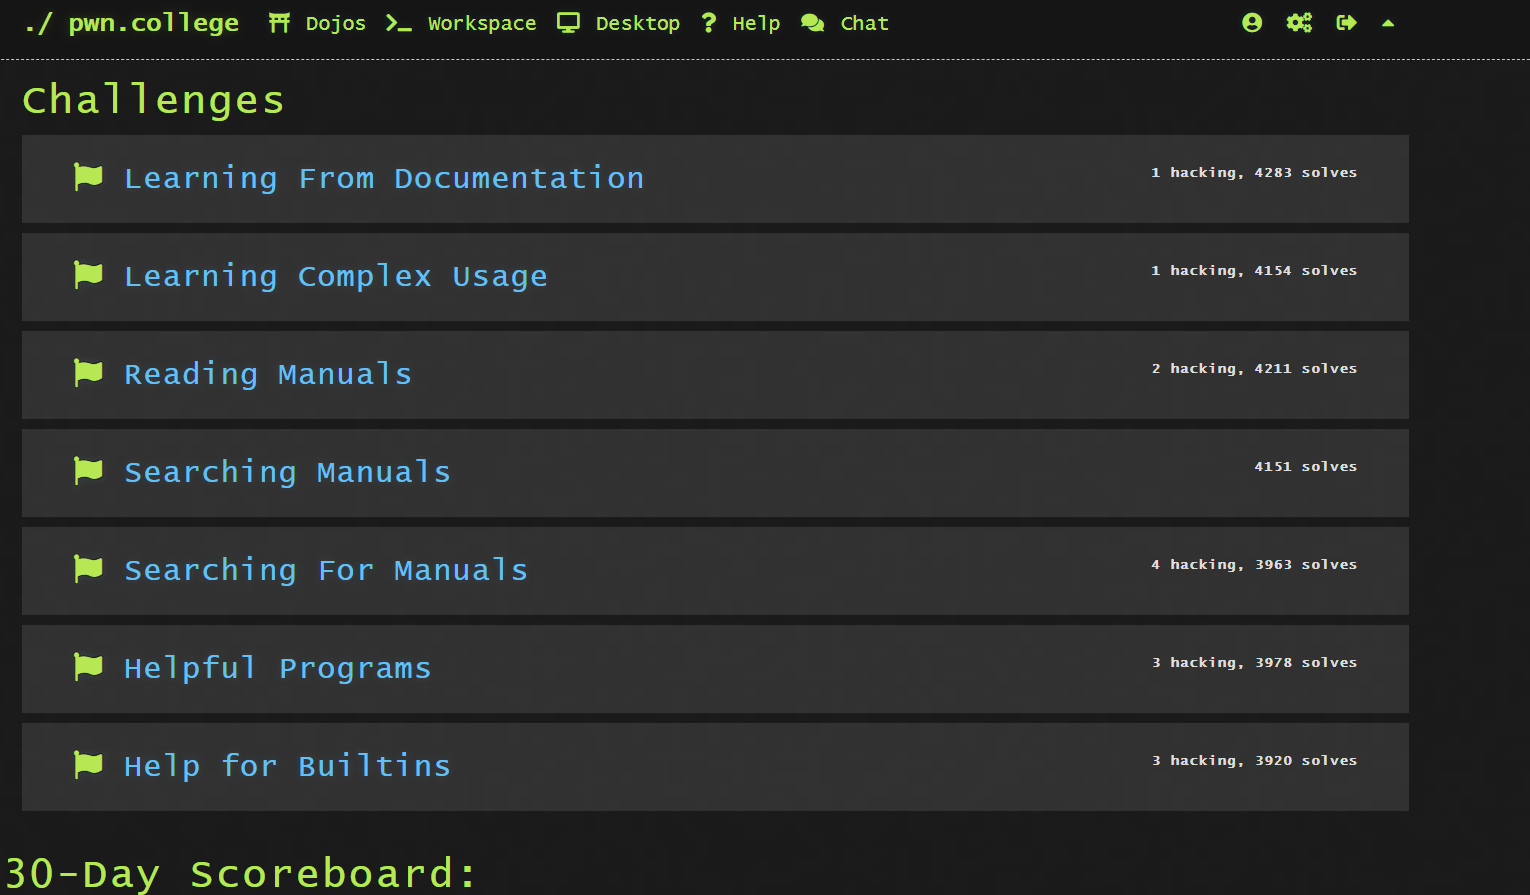 ./ pwn.college Dojos Workspace Desktop Help Chat
Challenges
Learning From Documentation 1 hacking, 4283 solves
Learning Complex Usage 1 hacking, 4154 solves
Reading Manuals 2 hacking, 4211 solves
Searching Manuals 4151 solves
Searching For Manuals 4 hacking, 3963 solves
Helpful Programs 3 hacking, 3978 solves
Help for Builtins 3 hacking, 3920 solves
30-Day Scoreboard: